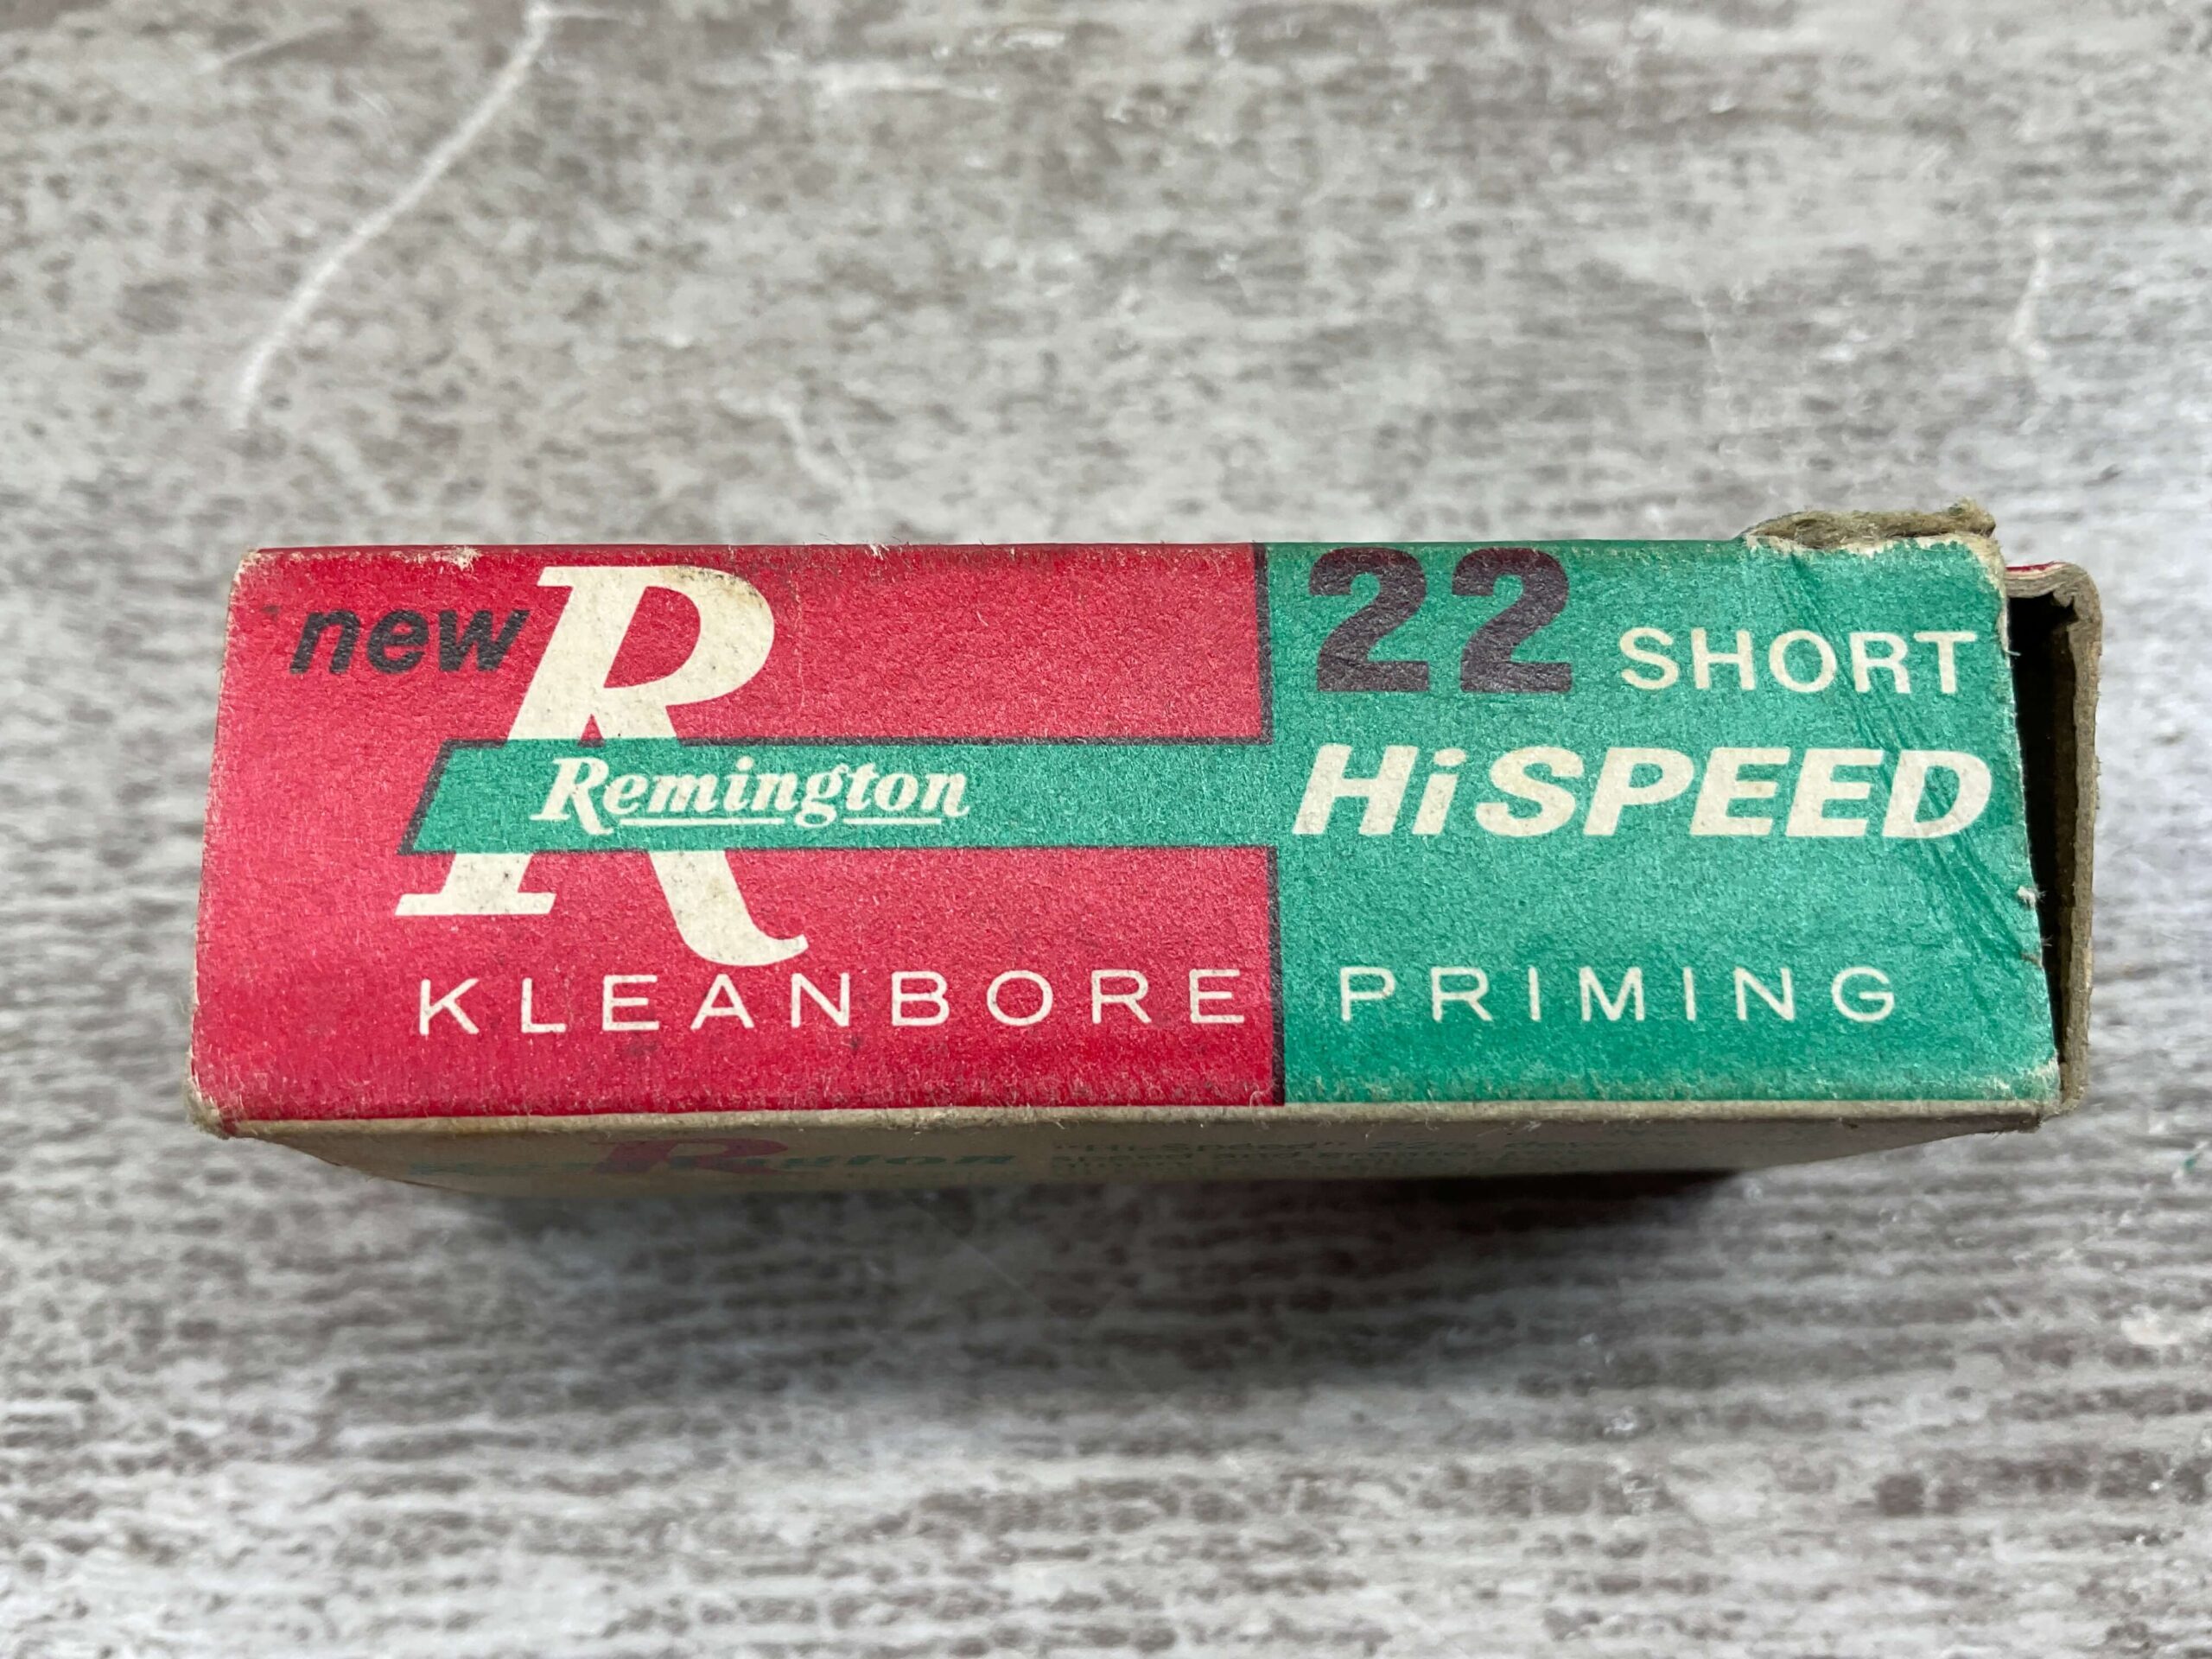 new R
22 SHORT
Remington
HiSPEED
KLEANBORE PRIMING